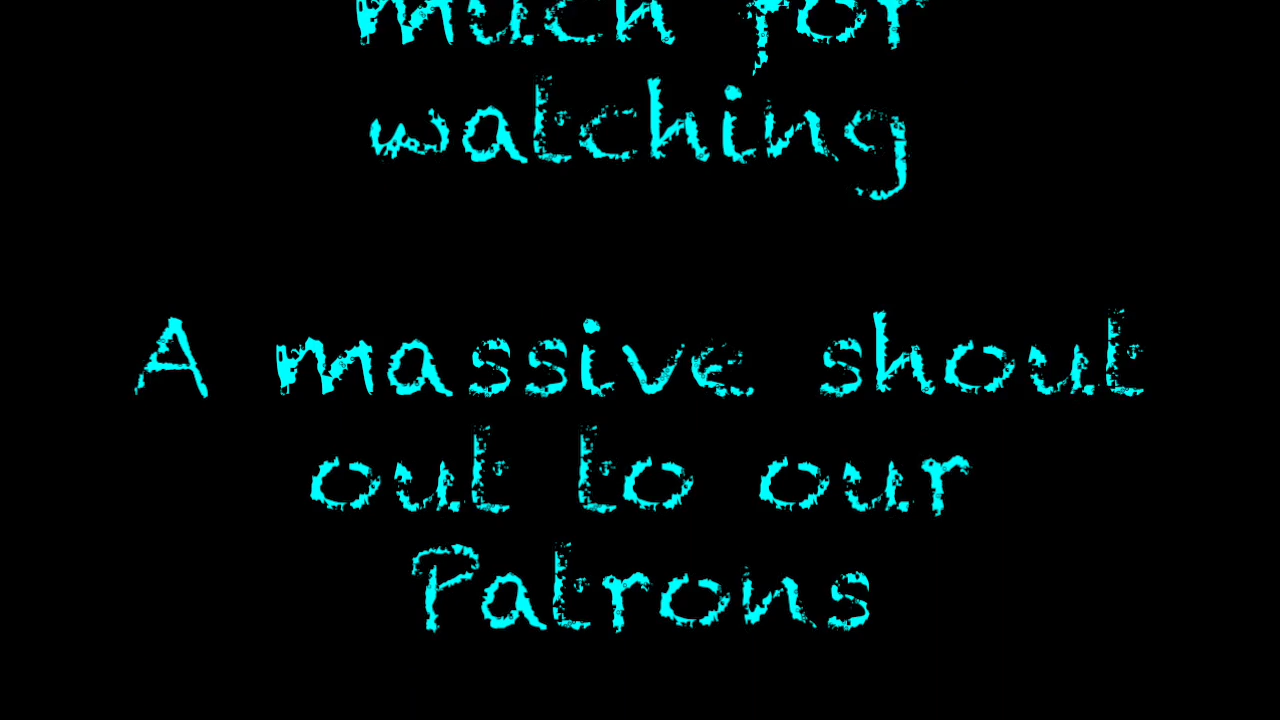 much for
watching
A massive shout
out to our
Patrons